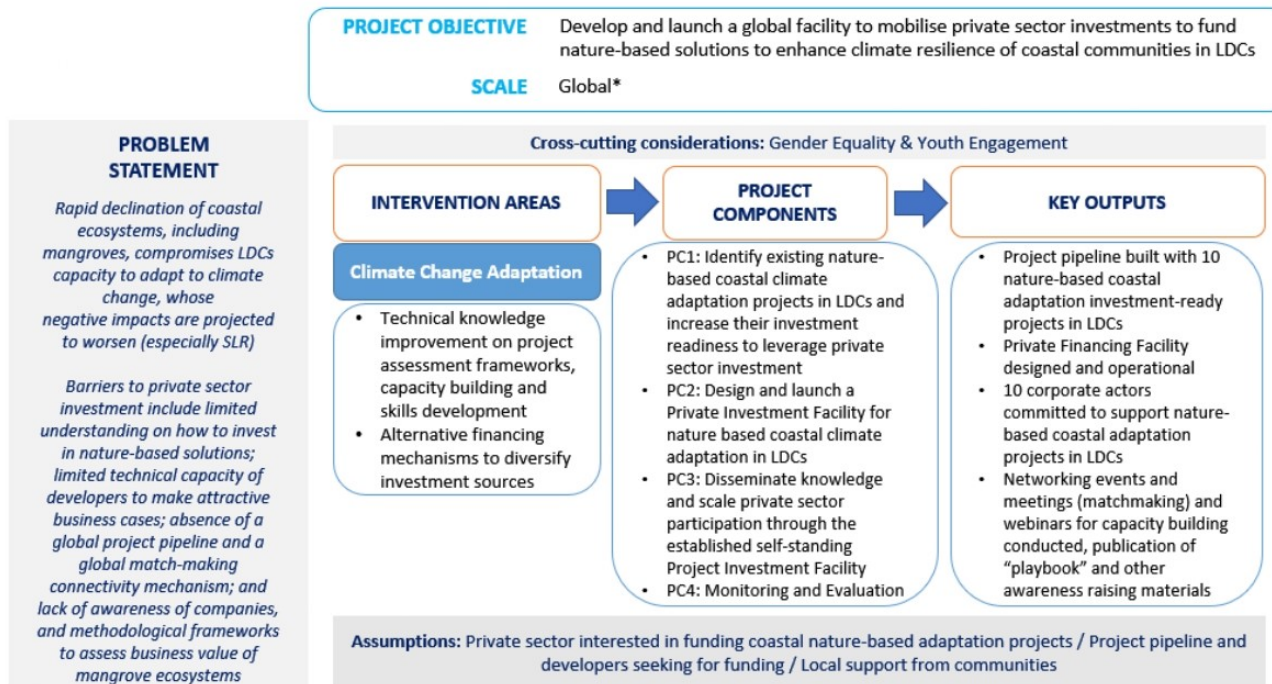 PROJECT OBJECTIVE
Develop and launch a global facility to mobilise private sector investments to fund
nature-based solutions to enhance climate resilience of coastal communities in LDCs
SCALE
Global*
PROBLEM
STATEMENT
Rapid declination of coastal
ecosystems, including
mangroves, compromises LDCs
capacity to adapt to climate
change, whose
negative impacts are projected
to worsen (especially SLR)
Barriers to private sector
investment include limited
understanding on how to invest
in nature-based solutions;
limited technical capacity of
developers to make attractive
business cases; absence of a
global project pipeline and a
global match-making
connectivity mechanism; and
lack of awareness of companies,
and methodological frameworks
to assess business value of
mangrove ecosystems
Cross-cutting considerations: Gender Equality & Youth Engagement
INTERVENTION AREAS
Climate Change Adaptation
• Technical knowledge
improvement on project
assessment frameworks,
capacity building and
skills development
• Alternative financing
mechanisms to diversify
investment sources
PROJECT
COMPONENTS
• PC1: Identify existing nature-
based coastal climate
adaptation projects in LDCs and
increase their investment
readiness to leverage private
sector investment
• PC2: Design and launch a
Private Investment Facility for
nature based coastal climate
adaptation in LDCs
• PC3: Disseminate knowledge
and scale private sector
participation through the
established self-standing
Project Investment Facility
• PC4: Monitoring and Evaluation
KEY OUTPUTS
• Project pipeline built with 10
nature-based coastal
adaptation investment-ready
projects in LDCs
• Private Financing Facility
designed and operational
• 10 corporate actors
committed to support nature-
based coastal adaptation
projects in LDCs
• Networking events and
meetings (matchmaking) and
webinars for capacity building
conducted, publication of
“playbook” and other
awareness raising materials
Assumptions: Private sector interested in funding coastal nature-based adaptation projects / Project pipeline and
developers seeking for funding / Local support from communities